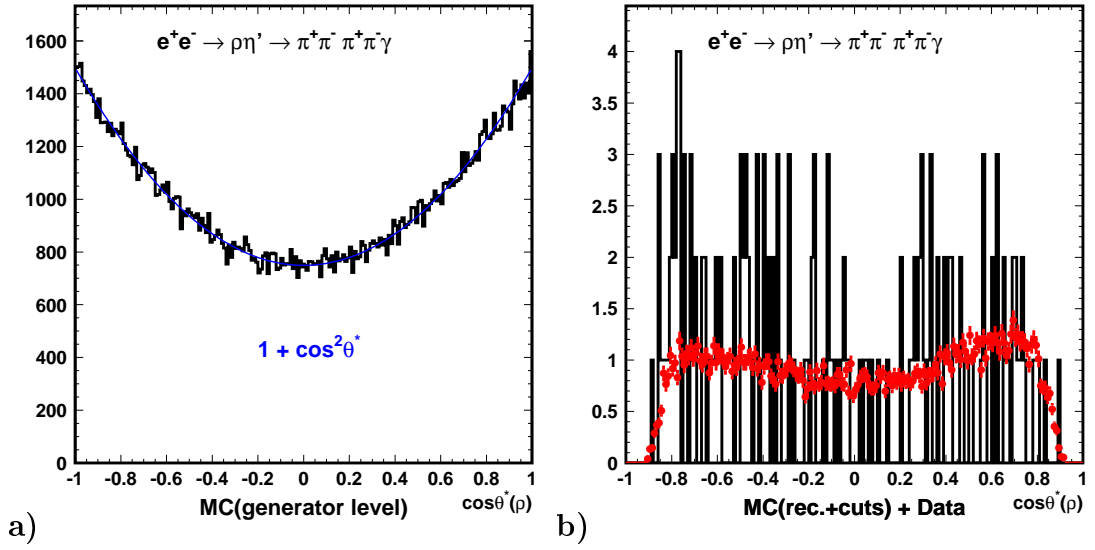 e⁺e⁻ → ρη' → π⁺π⁻ π⁺π⁻γ
1600
1400
1200
1000
800
600
400
200
0
1 + cos²θ*
-1 -0.8 -0.6 -0.4 -0.2 0 0.2 0.4 0.6 0.8 1
MC(generator level)
cosθ*(ρ)
a)
e⁺e⁻ → ρη' → π⁺π⁻ π⁺π⁻γ
4
3.5
3
2.5
2
1.5
1
0.5
0
-1 -0.8 -0.6 -0.4 -0.2 0 0.2 0.4 0.6 0.8 1
MC(rec.+cuts) + Data
cosθ*(ρ)
b)